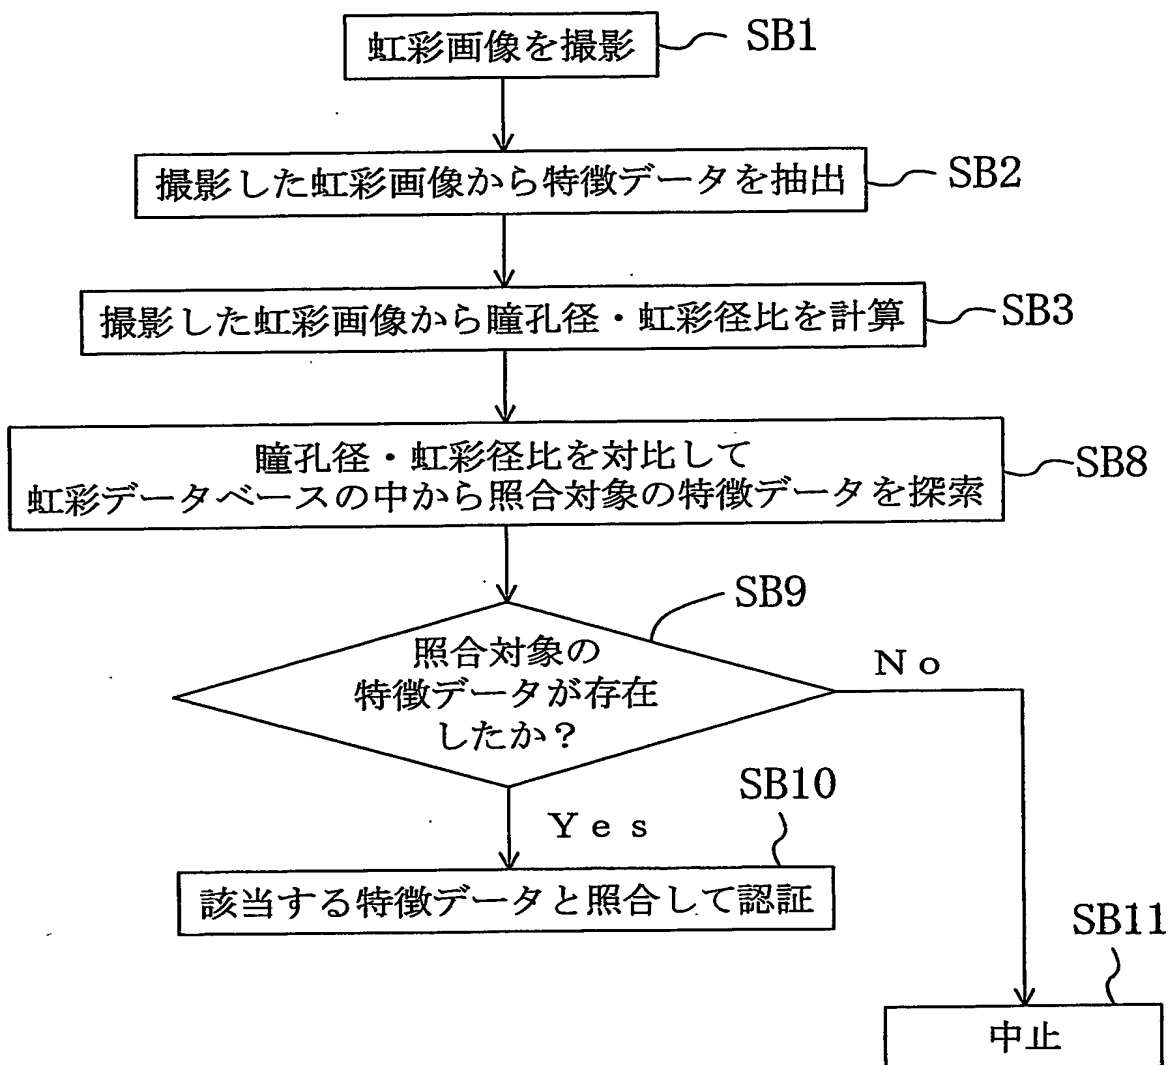 虹彩画像を撮影
SB1
撮影した虹彩画像から特徴データを抽出
SB2
撮影した虹彩画像から瞳孔径・虹彩径比を計算
SB3
瞳孔径・虹彩径比を対比して
虹彩データベースの中から照合対象の特徴データを探索
SB8
SB9
照合対象の
特徴データが存在
したか？
No
Yes
SB10
該当する特徴データと照合して認証
SB11
中止